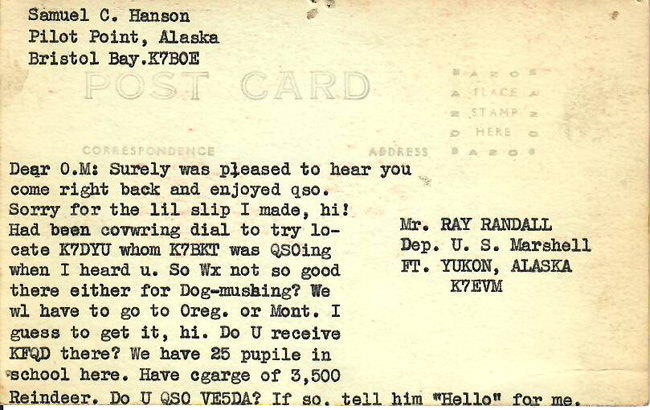 Samuel C. Hanson
Pilot Point, Alaska
Bristol Bay.K7BOE
POST CARD
AZOS
PLACE
STAMP
HERE
AZOS
CORRESPONDENCE
ADDRESS
Dear O.M: Surely was pleased to hear you
come right back and enjoyed qso.
Sorry for the lil slip I made, hi!
Had been covwring dial to try lo-
cate K7DYU whom K7BKT was QSOing
when I heard u. So Wx not so good
there either for Dog-mushing? We
wl have to go to Oreg. or Mont. I
guess to get it, hi. Do U receive
KFQD there? We have 25 pupile in
school here. Have cgarge of 3,500
Reindeer. Do U QSO VE5DA? If so, tell him "Hello" for me.
Mr. RAY RANDALL
Dep. U. S. Marshell
FT. YUKON, ALASKA
K7EVM